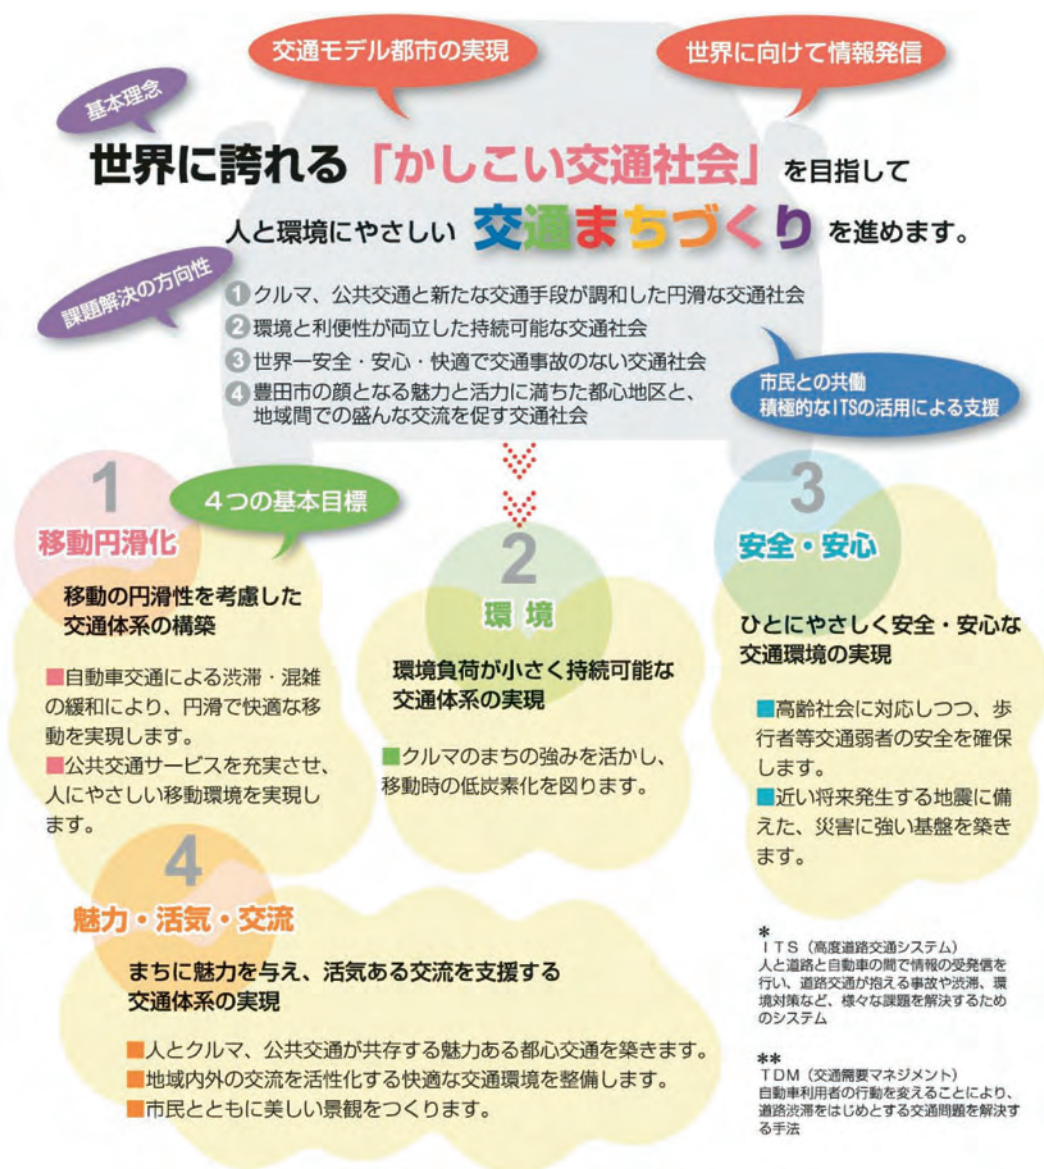 交通モデル都市の実現
世界に向けて情報発信
基本理念
世界に誇れる「かしこい交通社会」を目指して
人と環境にやさしい 交通まちづくり を進めます。
課題解決の方向性
1 クルマ、公共交通と新たな交通手段が調和した円滑な交通社会
2 環境と利便性が両立した持続可能な交通社会
3 世界一安全・安心・快適で交通事故のない交通社会
4 豊田市の顔となる魅力と活力に満ちた都心地区と、
地域間での盛んな交流を促す交通社会
市民との共働
積極的なITSの活用による支援
4つの基本目標
1
移動円滑化
移動の円滑性を考慮した
交通体系の構築
■自動車交通による渋滞・混雑
の緩和により、円滑で快適な移
動を実現します。
■公共交通サービスを充実させ、
人にやさしい移動環境を実現し
ます。
2
環境
環境負荷が小さく持続可能な
交通体系の実現
■クルマのまちの強みを活かし、
移動時の低炭素化を図ります。
3
安全・安心
ひとにやさしく安全・安心な
交通環境の実現
■高齢社会に対応しつつ、歩
行者等交通弱者の安全を確保
します。
■近い将来発生する地震に備
えた、災害に強い基盤を築き
ます。
4
魅力・活気・交流
まちに魅力を与え、活気ある交流を支援する
交通体系の実現
■人とクルマ、公共交通が共存する魅力ある都心交通を築きます。
■地域内外の交流を活性化する快適な交通環境を整備します。
■市民とともに美しい景観をつくります。
*
ITS(高度道路交通システム)
人と道路と自動車の間で情報の受発信を
行い、道路交通が抱える事故や渋滞、環
境対策など、様々な課題を解決するため
のシステム
**
TDM(交通需要マネジメント)
自動車利用者の行動を変えることにより、
道路渋滞をはじめとする交通問題を解決す
る手法